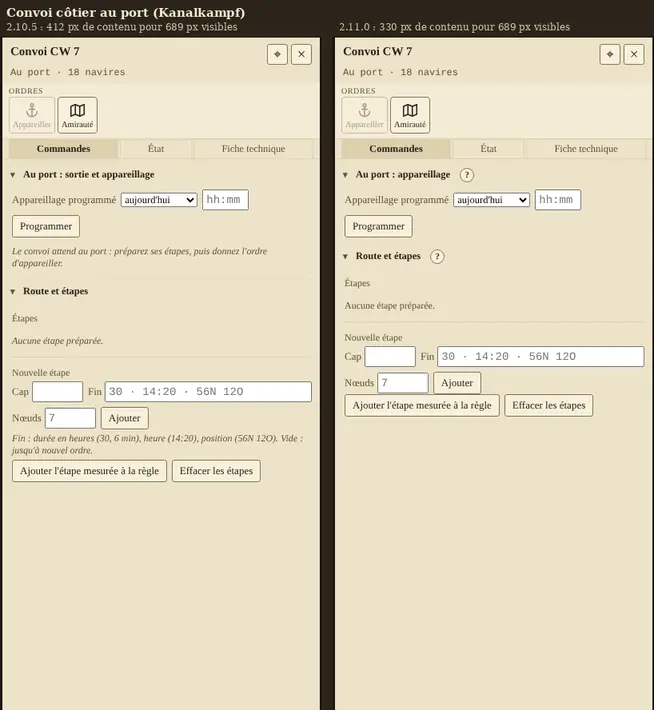 Convoi côtier au port (Kanalkampf)
2.10.5 : 412 px de contenu pour 689 px visibles
Convoi CW 7
⌖ ✕
Au port · 18 navires
ORDRES
Appareiller Amirauté
Commandes État Fiche technique
▼ Au port : sortie et appareillage
Appareillage programmé aujourd'hui hh:mm
Programmer
Le convoi attend au port : préparez ses étapes, puis donnez l'ordre
d'appareiller.
▼ Route et étapes
Étapes
Aucune étape préparée.
Nouvelle étape
Cap Fin 30 · 14:20 · 56N 12O
Nœuds 7 Ajouter
Fin : durée en heures (30, 6 min), heure (14:20), position (56N 12O). Vide :
jusqu'à nouvel ordre.
Ajouter l'étape mesurée à la règle Effacer les étapes
2.11.0 : 330 px de contenu pour 689 px visibles
Convoi CW 7
⌖ ✕
Au port · 18 navires
ORDRES
Appareiller Amirauté
Commandes État Fiche technique
▼ Au port : appareillage ?
Appareillage programmé aujourd'hui hh:mm
Programmer
▼ Route et étapes ?
Étapes
Aucune étape préparée.
Nouvelle étape
Cap Fin 30 · 14:20 · 56N 12O
Nœuds 7 Ajouter
Ajouter l'étape mesurée à la règle Effacer les étapes